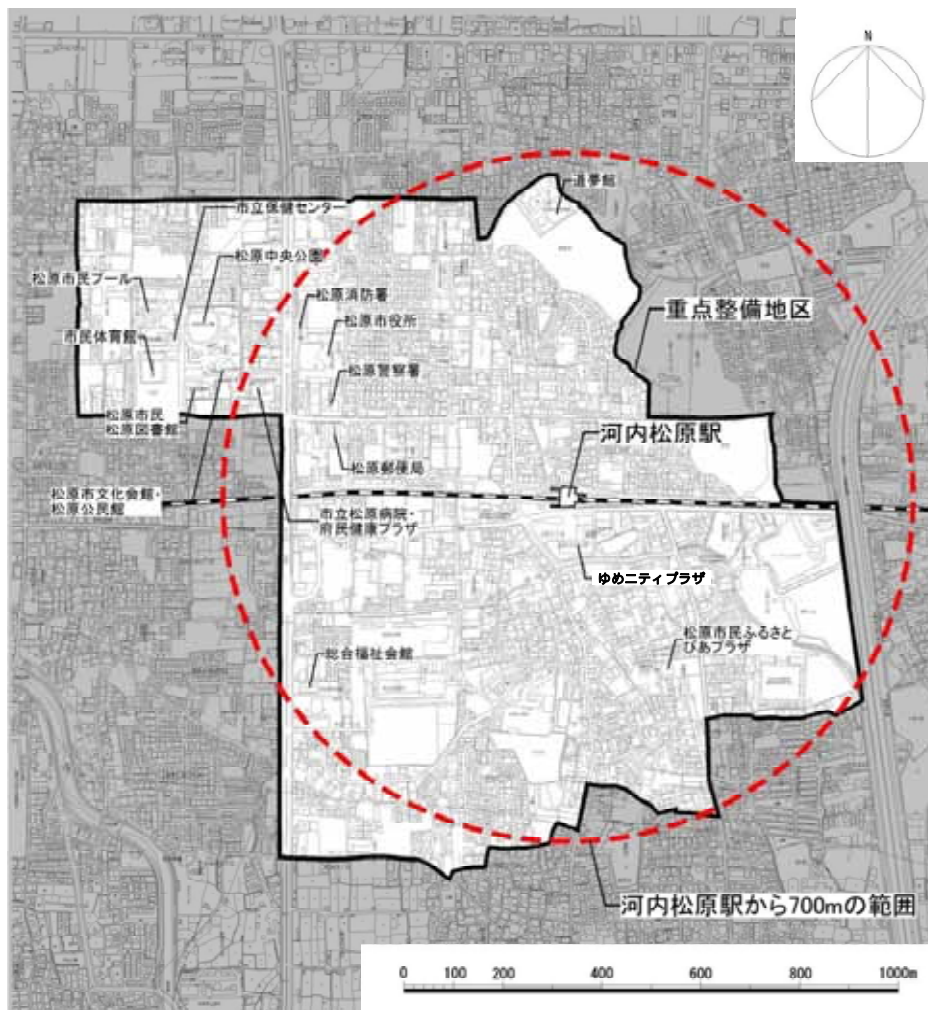 N
道夢館
市立保健センター
松原中央公園
松原市民プール
松原消防署
重点整備地区
松原市役所
市民体育館
松原警察署
松原市民
松原図書館
河内松原駅
松原郵便局
松原市文化会館・
松原公民館
市立松原病院・
府民健康プラザ
ゆめニティプラザ
松原市民ふるさと
ぴあプラザ
総合福祉会館
河内松原駅から700mの範囲
0 100 200 400 600 800 1000m